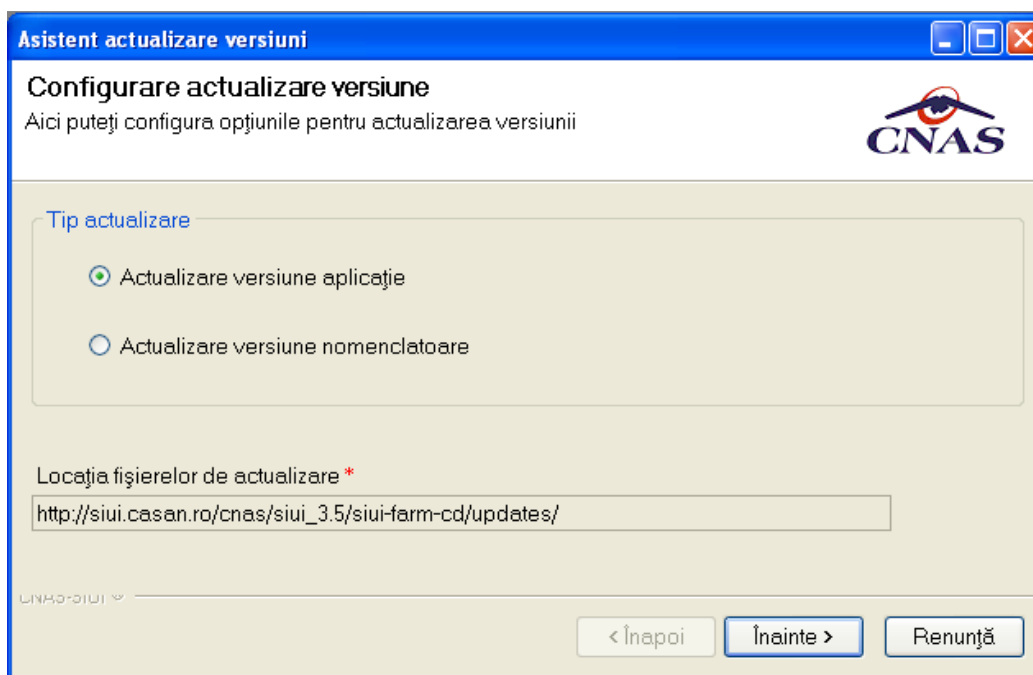 Asistent actualizare versiuni
Configurare actualizare versiune
Aici puteţi configura opţiunile pentru actualizarea versiunii
CNAS
Tip actualizare
Actualizare versiune aplicaţie
Actualizare versiune nomenclatoare
Locaţia fişierelor de actualizare *
http://siui.casan.ro/cnas/siui_3.5/siui-farm-cd/updates/
CNAS-SIUI ©
< Înapoi
Înainte >
Renunţă